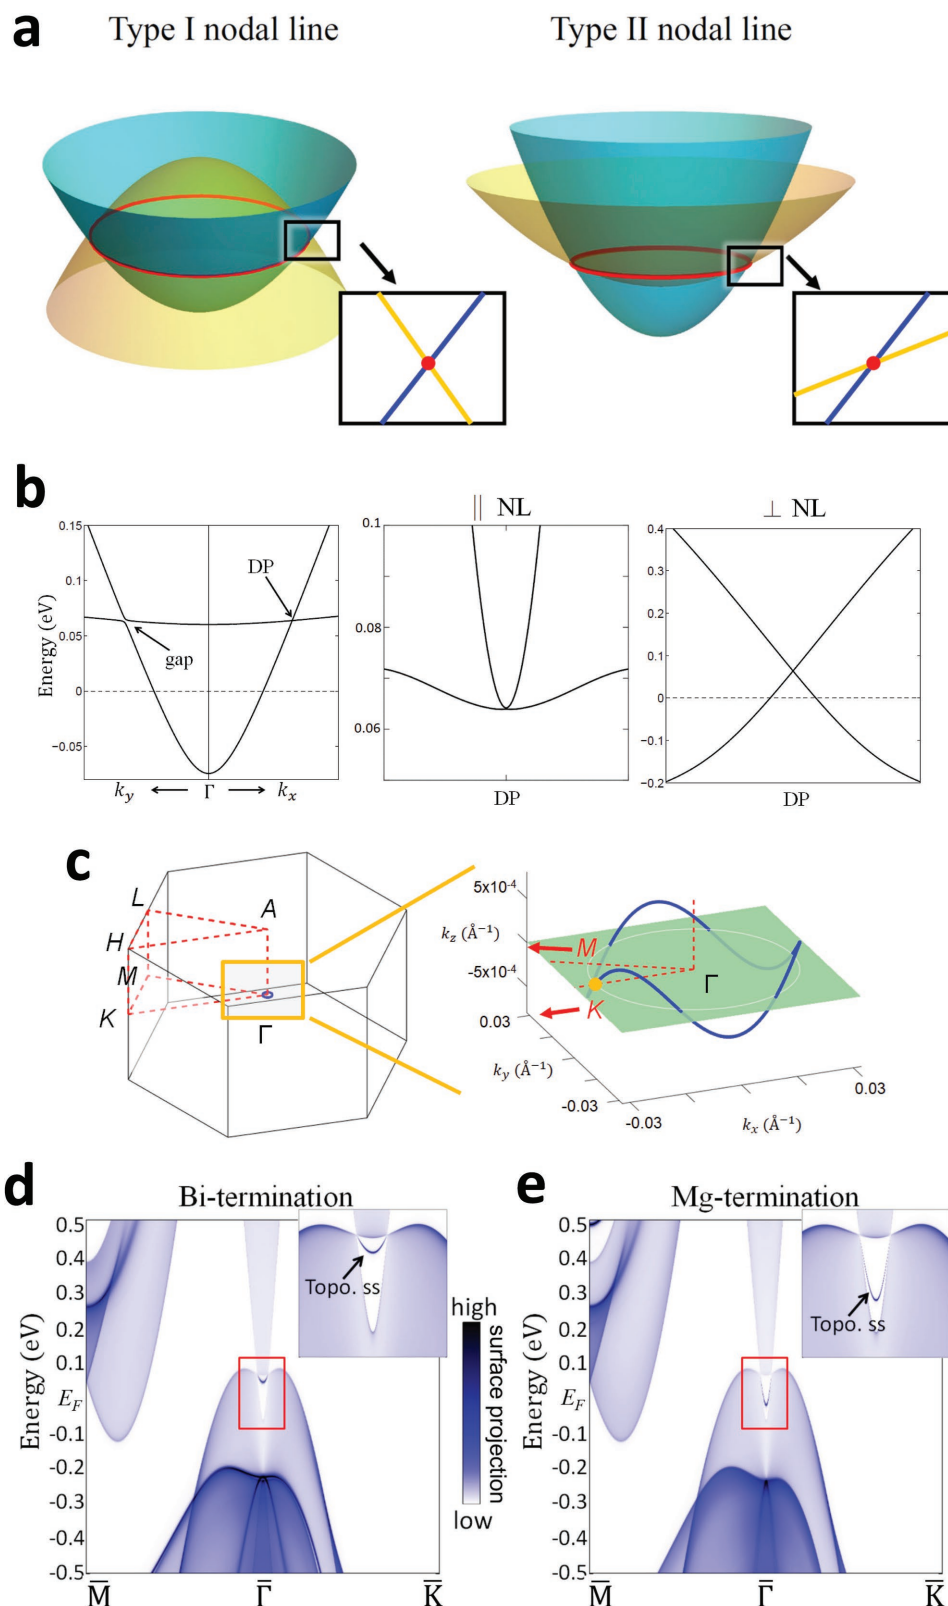 a
Type I nodal line
Type II nodal line
b
|| NL
⊥ NL
Energy (eV)
0.15
0.1
0.05
0
−0.05
DP
gap
k_y ← Γ → k_x
0.1
0.08
0.06
DP
0.4
0.3
0.2
0.1
0
−0.1
−0.2
DP
c
L
A
H
M
K
Γ
5x10⁻⁴
k_z (Å⁻¹)
-5x10⁻⁴
M
Γ
K
0.03
k_y (Å⁻¹)
-0.03
-0.03
k_x (Å⁻¹)
0.03
d
Bi-termination
Energy (eV)
0.5
0.4
0.3
0.2
0.1
E_F
-0.1
-0.2
-0.3
-0.4
-0.5
Topo. ss
high
surface projection
low
M̅ Γ̅ K̅
e
Mg-termination
Energy (eV)
0.5
0.4
0.3
0.2
0.1
E_F
-0.1
-0.2
-0.3
-0.4
-0.5
Topo. ss
M̅ Γ̅ K̅